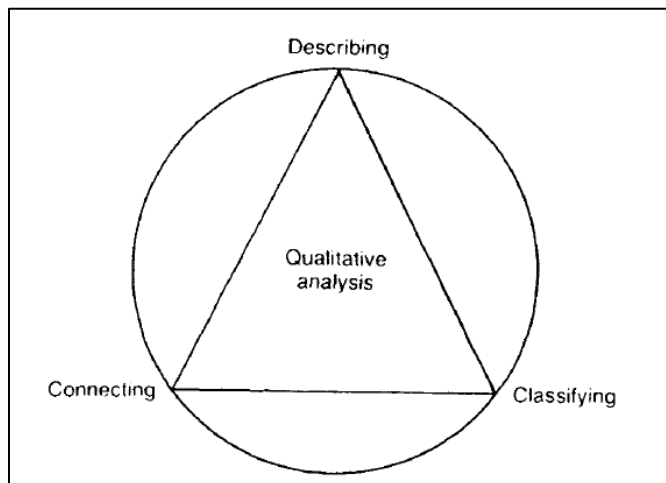 Describing
Qualitative
analysis
Connecting
Classifying